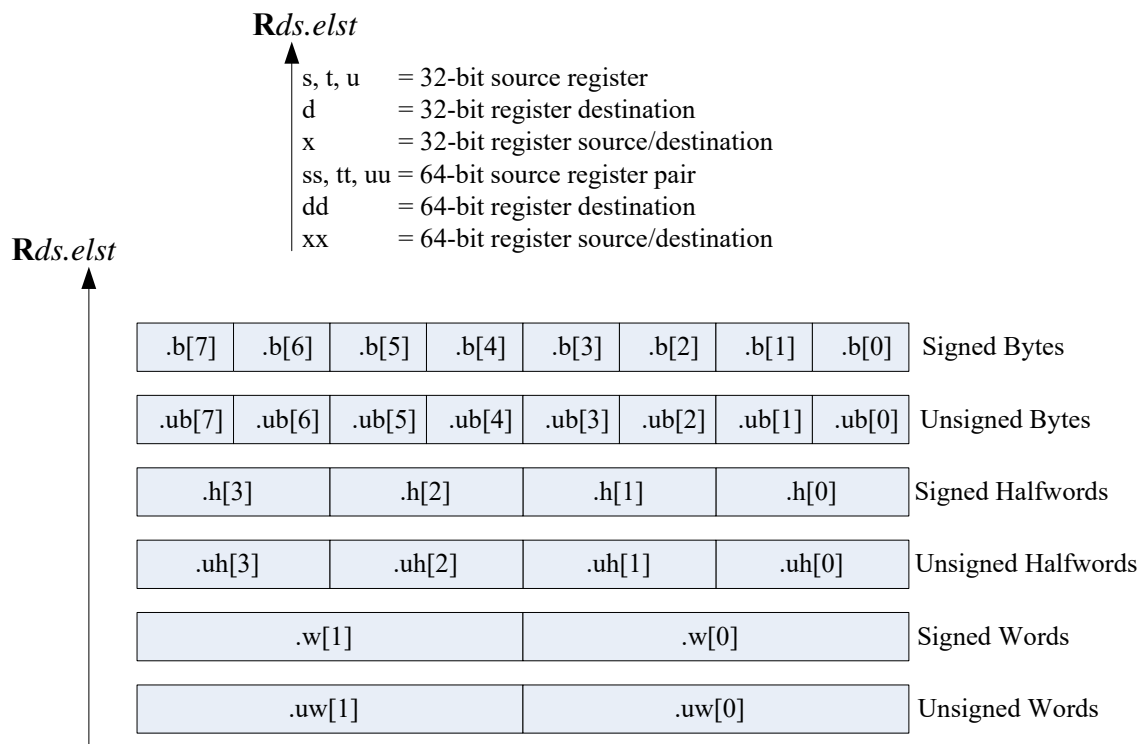 Rds.elst
s, t, u = 32-bit source register
d = 32-bit register destination
x = 32-bit register source/destination
ss, tt, uu = 64-bit source register pair
dd = 64-bit register destination
xx = 64-bit register source/destination
Rds.elst
.b[7] .b[6] .b[5] .b[4] .b[3] .b[2] .b[1] .b[0] Signed Bytes
.ub[7] .ub[6] .ub[5] .ub[4] .ub[3] .ub[2] .ub[1] .ub[0] Unsigned Bytes
.h[3] .h[2] .h[1] .h[0] Signed Halfwords
.uh[3] .uh[2] .uh[1] .uh[0] Unsigned Halfwords
.w[1] .w[0] Signed Words
.uw[1] .uw[0] Unsigned Words